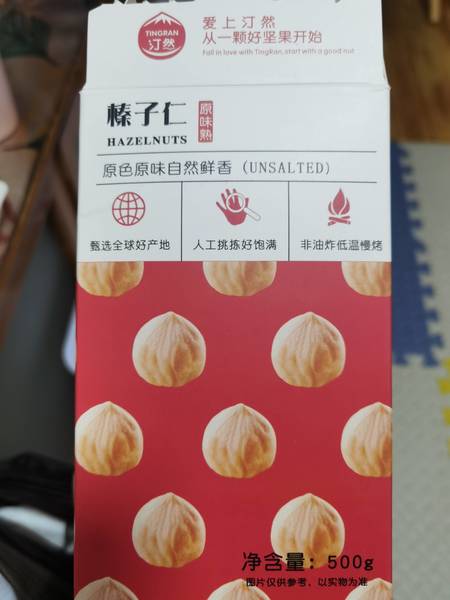 TINGRAN
汀然
爱上汀然
从一颗好坚果开始
Fall in love with TingRan, start with a good nut
榛子仁
原味熟
HAZELNUTS
原色原味自然鲜香 (UNSALTED)
甄选全球好产地
人工挑拣好饱满
非油炸低温慢烤
净含量: 500g
图片仅供参考, 以实物为准